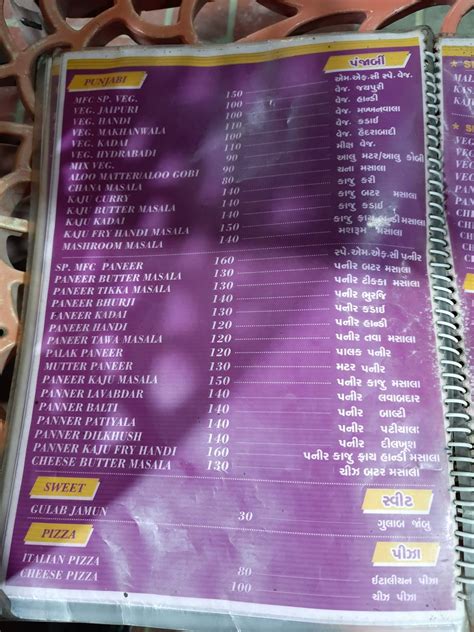 PUNJABI પંજાબી
MFC SP. VEG. 150 એમ.એફ.સી સ્પે. વેજ.
VEG. JAIPURI 100 વેજ. જયપુરી
VEG. HANDI 100 વેજ. હાન્ડી
VEG. MAKHANWALA 100 વેજ. મખ્ખનવાલા
VEG. KADAI 100 વેજ. કડાઈ
VEG. HYDRABADI 100 વેજ. હૈદરાબાદી
MIX VEG. 90 મીક્ષ વેજ.
ALOO MATTER/ALOO GOBI 90 આલુ મટર/આલુ કોબી
CHANA MASALA 80 ચના મસાલા
KAJU CURRY 140 કાજુ કરી
KAJU BUTTER MASALA 140 કાજુ બટર મસાલા
KAJU KADAI 140 કાજુ કડાઈ
KAJU FRY HANDI MASALA 150 કાજુ ફાય હાન્ડી મસાલા
MASHROOM MASALA 140 મશરૂમ મસાલા
SP. MFC PANEER 160 સ્પે.એમ.એફ.સી પનીર
PANEER BUTTER MASALA 130 પનીર બટર મસાલા
PANEER TIKKA MASALA 130 પનીર ટીકકા મસાલા
PANEER BHURJI 130 પનીર ભુરજી
PANEER KADAI 130 પનીર કડાઈ
PANEER HANDI 120 પનીર હાન્ડી
PANEER TAWA MASALA 120 પનીર તવા મસાલા
PALAK PANEER 120 પાલક પનીર
MUTTER PANEER 130 મટર પનીર
PANEER KAJU MASALA 150 પનીર કાજુ મસાલા
PANNER LAVABDAR 140 પનીર લવાબદાર
PANNER BALTI 140 પનીર બાલ્ટી
PANNER PATIYALA 140 પનીર પટીયાલા
PANNER DILKHUSH 140 પનીર દીલખુશ
PANNER KAJU FRY HANDI 160 પનીર કાજુ ફાય હાન્ડી મસાલા
CHEESE BUTTER MASALA 130 ચીઝ બટર મસાલા
SWEET સ્વીટ
GULAB JAMUN 30 ગુલાબ જાંબુ
PIZZA પીઝા
ITALIAN PIZZA 80 ઈટાલીયન પીઝા
CHEESE PIZZA 100 ચીઝ પીઝા